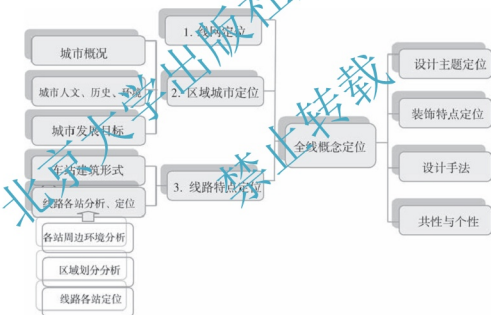 城市概况
城市人文、历史、环境
城市发展目标
车站建筑形式
线路各站分析、定位
各站周边环境分析
区域划分分析
线路各站定位
1. 线网定位
2. 区域城市定位
3. 线路特点定位
全线概念定位
设计主题定位
装饰特点定位
设计手法
共性与个性
北京大学出版社
禁止转载